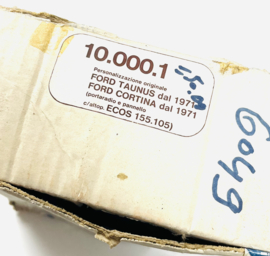 10.000.1
Personalizzazione originale
FORD TAUNUS dal 1971
FORD CORTINA dal 1971
(portaradio e pannello
c/altop. ECOS 155.105)
6049